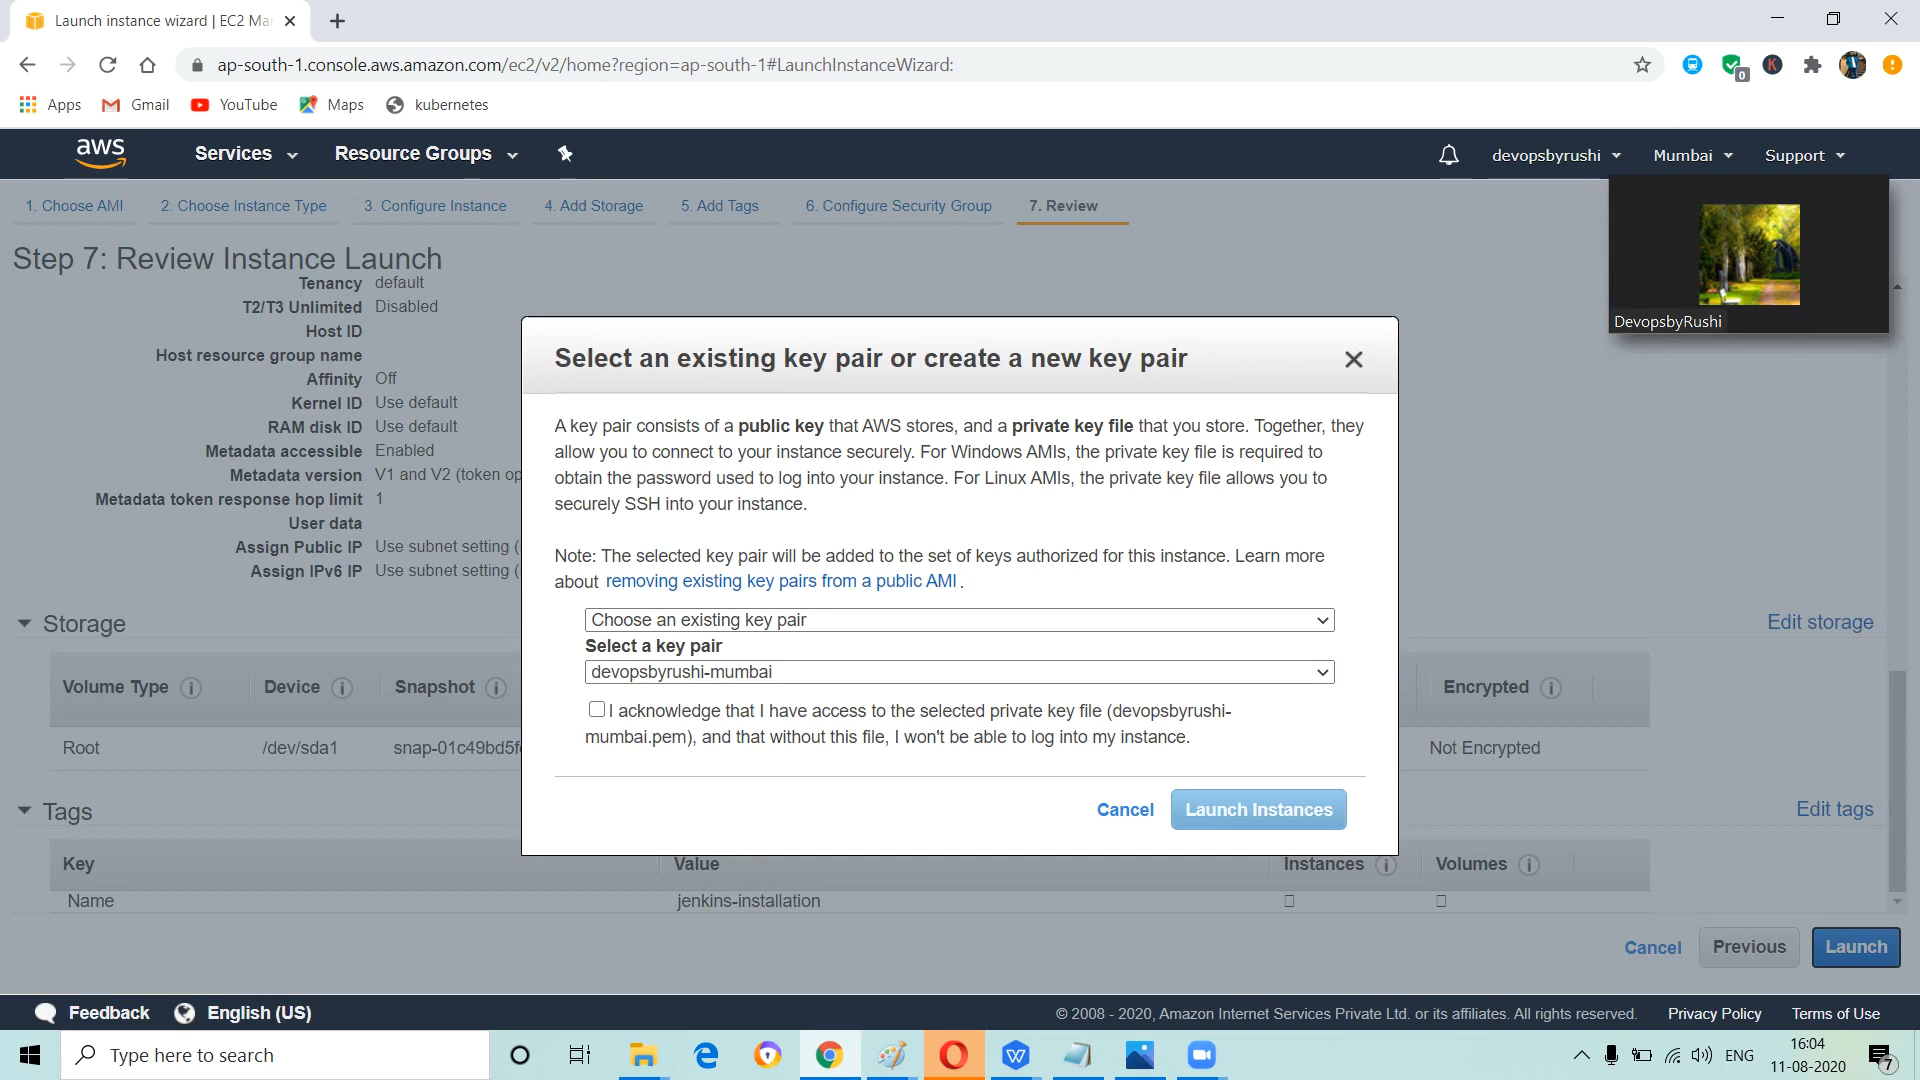 Launch instance wizard | EC2 Ma
ap-south-1.console.aws.amazon.com/ec2/v2/home?region=ap-south-1#LaunchInstanceWizard:
0
K
Apps
Gmail
YouTube
Maps
kubernetes
aws
Services
Resource Groups
devopsbyrushi
Mumbai
Support
1. Choose AMI
2. Choose Instance Type
3. Configure Instance
4. Add Storage
5. Add Tags
6. Configure Security Group
7. Review
Step 7: Review Instance Launch
DevopsbyRushi
Tenancy default
T2/T3 Unlimited Disabled
Host ID
Host resource group name
Affinity Off
Kernel ID Use default
RAM disk ID Use default
Metadata accessible Enabled
Metadata version V1 and V2 (token op
Metadata token response hop limit 1
User data
Assign Public IP Use subnet setting (
Assign IPv6 IP Use subnet setting (
Select an existing key pair or create a new key pair
A key pair consists of a public key that AWS stores, and a private key file that you store. Together, they
allow you to connect to your instance securely. For Windows AMIs, the private key file is required to
obtain the password used to log into your instance. For Linux AMIs, the private key file allows you to
securely SSH into your instance.
Note: The selected key pair will be added to the set of keys authorized for this instance. Learn more
about removing existing key pairs from a public AMI .
Choose an existing key pair
Select a key pair
devopsbyrushi-mumbai
I acknowledge that I have access to the selected private key file (devopsbyrushi-
mumbai.pem), and that without this file, I won't be able to log into my instance.
Cancel
Launch Instances
Storage
Edit storage
Volume Type
Device
Snapshot
Encrypted
Root
/dev/sda1
snap-01c49bd5f
Not Encrypted
Tags
Edit tags
Key
Value
Instances
Volumes
Name
jenkins-installation
Cancel
Previous
Launch
Feedback
English (US)
© 2008 - 2020, Amazon Internet Services Private Ltd. or its affiliates. All rights reserved.
Privacy Policy
Terms of Use
Type here to search
ENG
16:04
11-08-2020
7